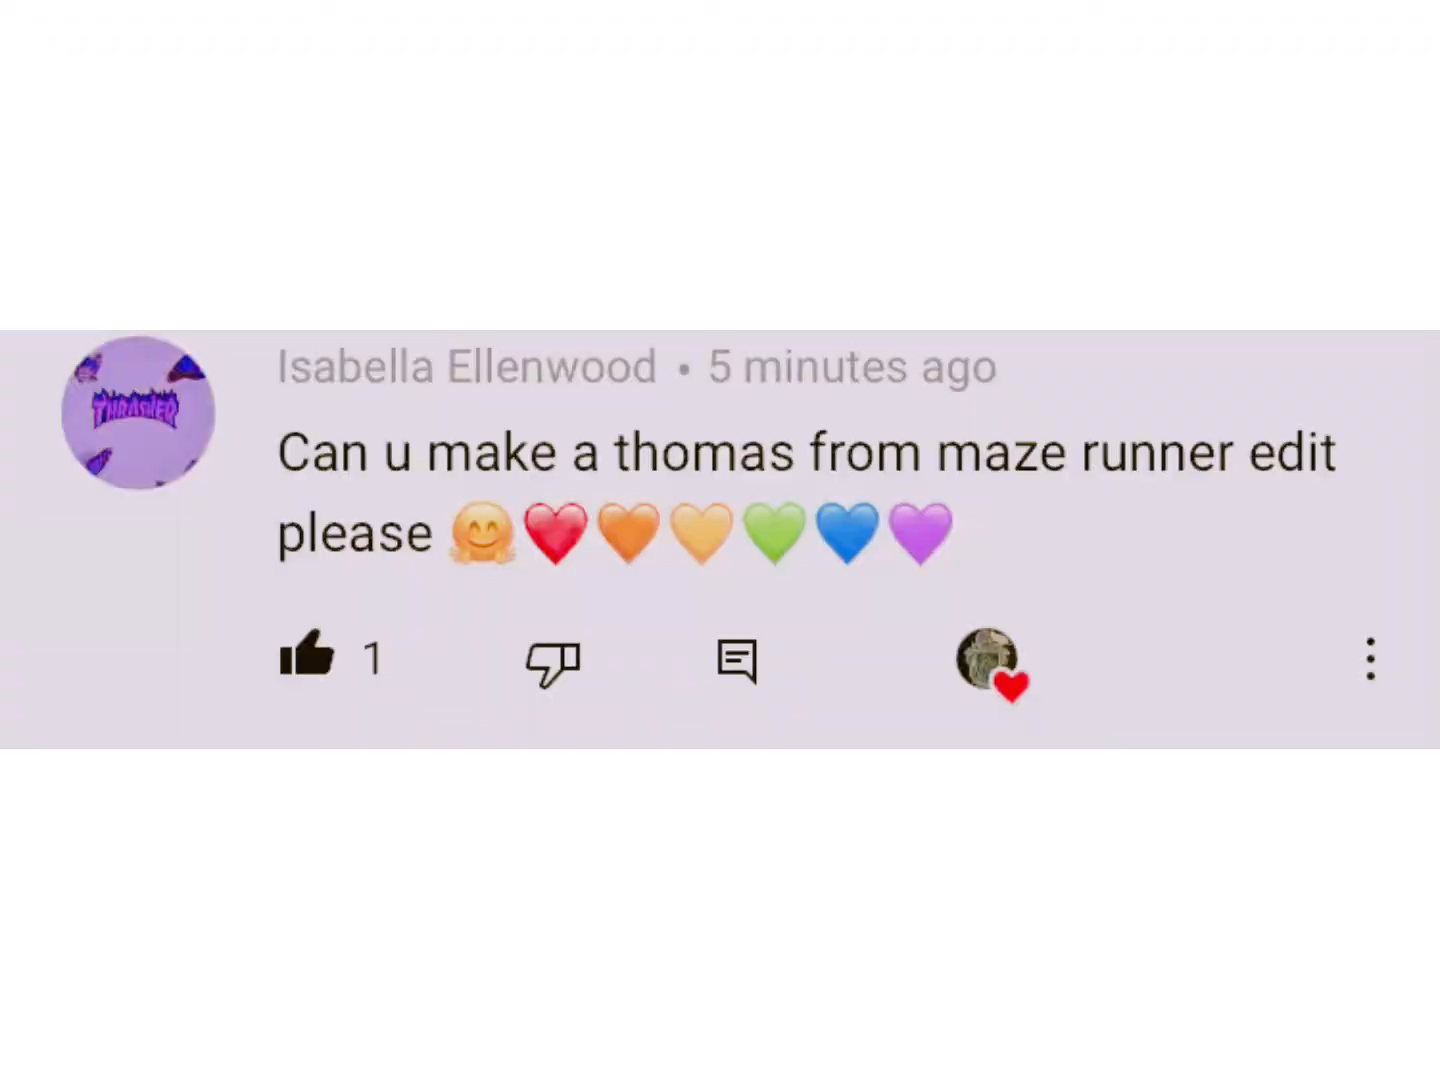 Isabella Ellenwood • 5 minutes ago
THRASHER
Can u make a thomas from maze runner edit
please 🤗❤️🧡💛💚💙💜
1